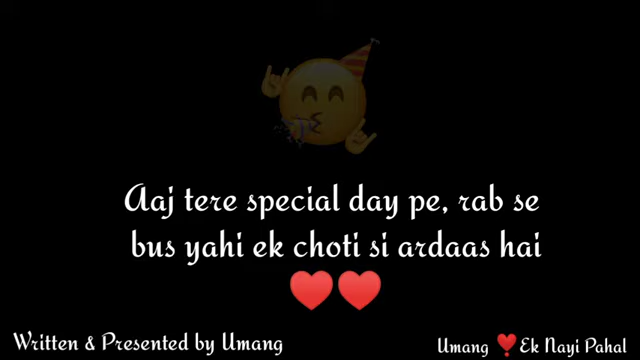 Aaj tere special day pe, rab se
bus yahi ek choti si ardaas hai
♥️♥️
Written & Presented by Umang
Umang ❣️Ek Nayi Pahal